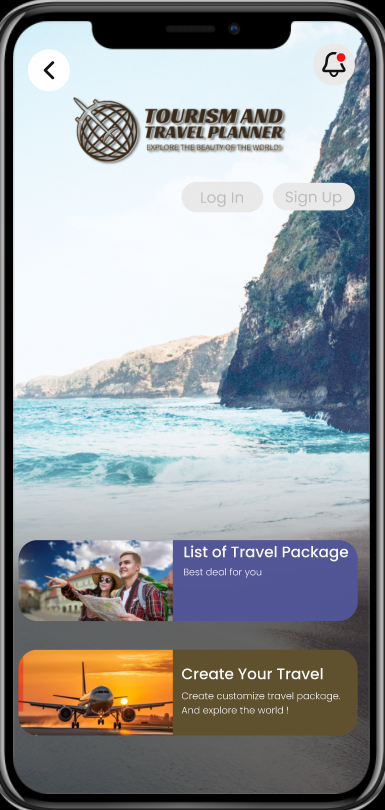 TOURISM AND
TRAVEL PLANNER
EXPLORE THE BEAUTY OF THE WORLD!
Log In
Sign Up
List of Travel Package
Best deal for you
Create Your Travel
Create customize travel package.
And explore the world !